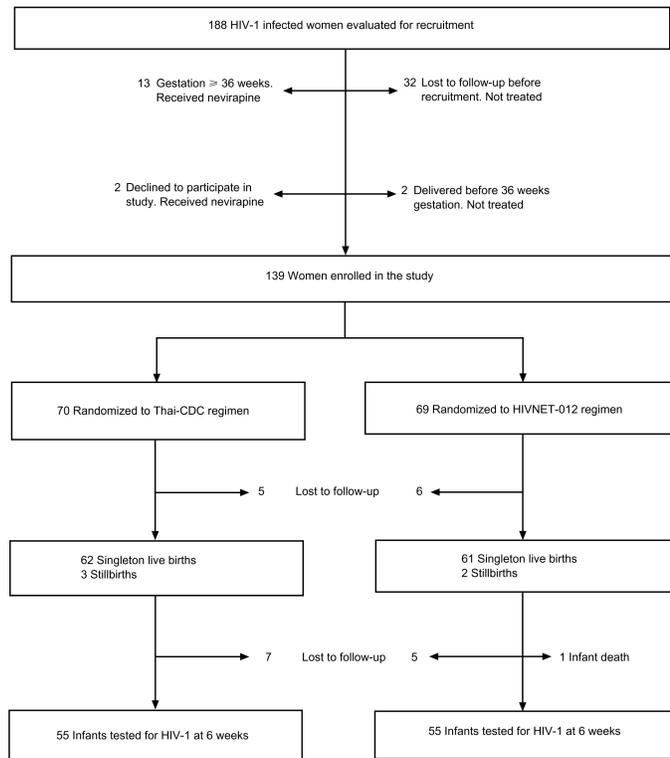 188 HIV-1 infected women evaluated for recruitment
13 Gestation ⩾ 36 weeks.
Received nevirapine
32 Lost to follow-up before
recruitment. Not treated
2 Declined to participate in
study. Received nevirapine
2 Delivered before 36 weeks
gestation. Not treated
139 Women enrolled in the study
70 Randomized to Thai-CDC regimen
69 Randomized to HIVNET-012 regimen
5 Lost to follow-up 6
62 Singleton live births
3 Stillbirths
61 Singleton live births
2 Stillbirths
7 Lost to follow-up 5
1 Infant death
55 Infants tested for HIV-1 at 6 weeks
55 Infants tested for HIV-1 at 6 weeks